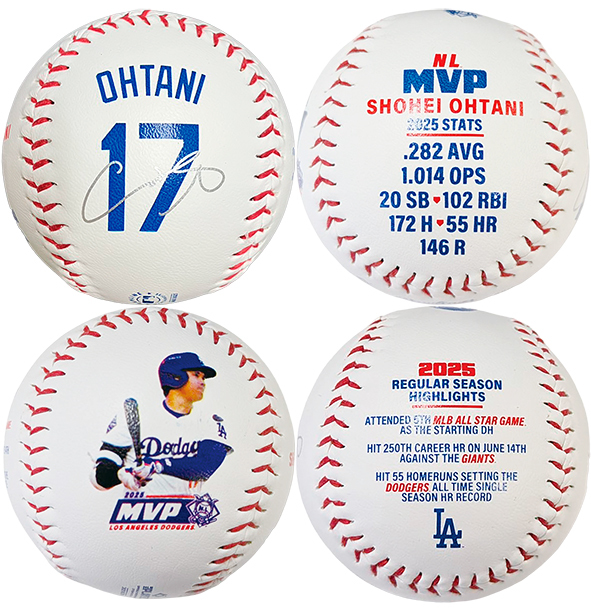 OHTANI
17
NL
MVP
SHOHEI OHTANI
2025 STATS
.282 AVG
1.014 OPS
20 SB 102 RBI
172 H 55 HR
146 R
Dodge
LA
2025
MVP
NL
LOS ANGELES DODGERS
2025
REGULAR SEASON
HIGHLIGHTS
ATTENDED 5TH MLB ALL STAR GAME
AS THE STARTING DH
HIT 250TH CAREER HR ON JUNE 14TH
AGAINST THE GIANTS.
HIT 55 HOMERUNS SETTING THE
DODGERS ALL TIME SINGLE
SEASON HR RECORD
LA